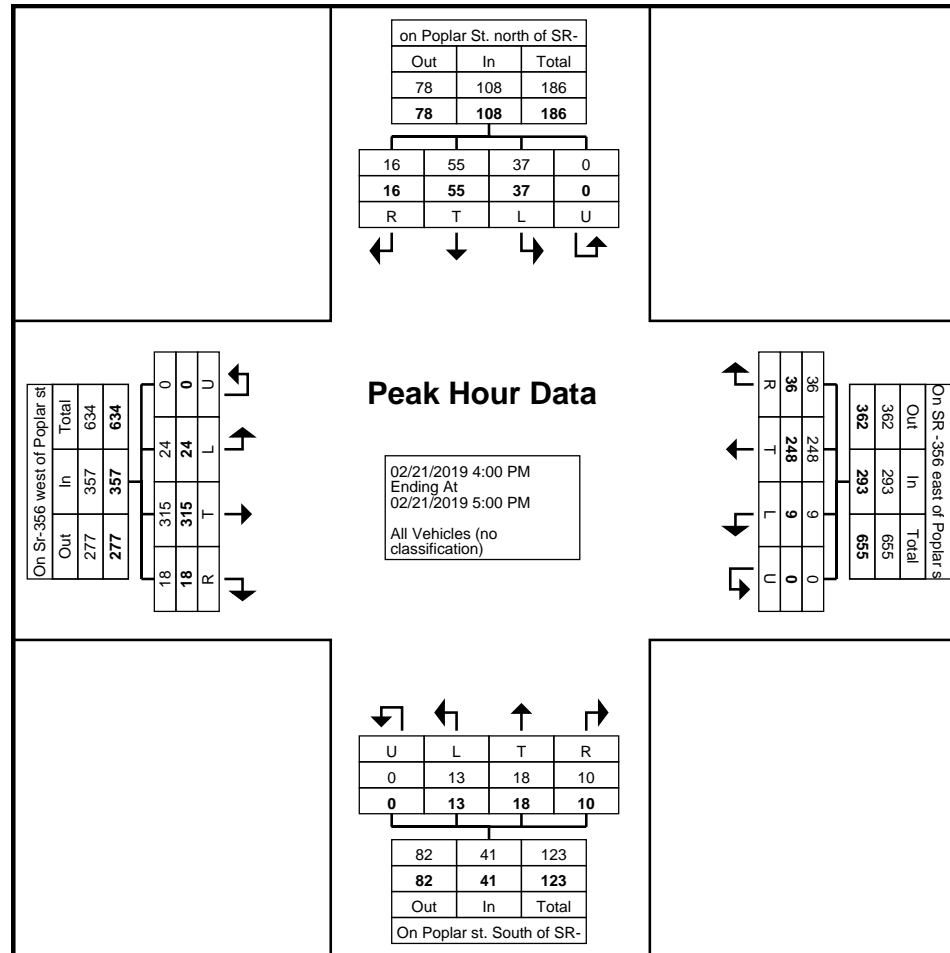 on Poplar St. north of SR-
Out In Total
78 108 186
78 108 186
16 55 37 0
16 55 37 0
R T L U
On Sr-356 west of Poplar st
Out In Total
277 357 634
277 357 634
18 315 24 0
18 315 24 0
R T L U
Peak Hour Data
02/21/2019 4:00 PM
Ending At
02/21/2019 5:00 PM
All Vehicles (no
classification)
R T L U
36 248 9 0
36 248 9 0
362 293 655
362 293 655
Out In Total
On SR -356 east of Poplar s
U L T R
0 13 18 10
0 13 18 10
82 41 123
82 41 123
Out In Total
On Poplar st. South of SR-